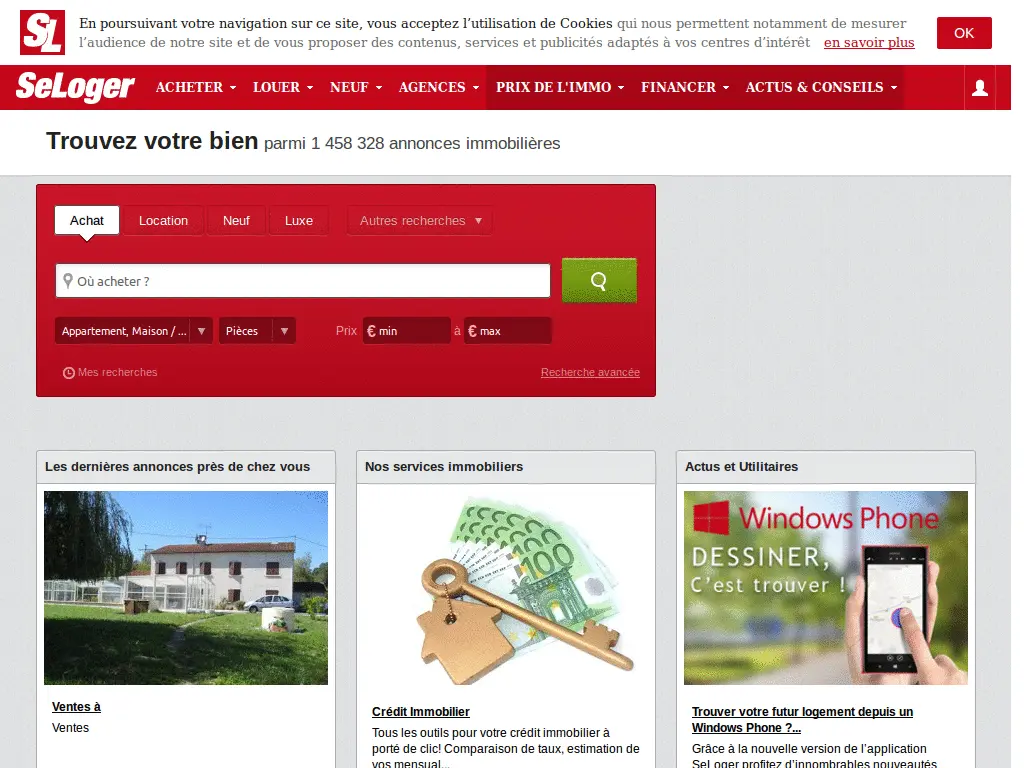 SL
En poursuivant votre navigation sur ce site, vous acceptez l'utilisation de Cookies qui nous permettent notamment de mesurer
l'audience de notre site et de vous proposer des contenus, services et publicités adaptés à vos centres d'intérêt en savoir plus
OK
SeLoger ACHETER LOUER NEUF AGENCES PRIX DE L'IMMO FINANCER ACTUS & CONSEILS
Trouvez votre bien parmi 1 458 328 annonces immobilières
Achat Location Neuf Luxe Autres recherches
Où acheter ?
Appartement, Maison / ... Pièces Prix € min à € max
Mes recherches Recherche avancée
Les dernières annonces près de chez vous
Ventes à
Ventes
Nos services immobiliers
100
Crédit Immobilier
Tous les outils pour votre crédit immobilier à
porté de clic! Comparaison de taux, estimation de
vos mensual...
Actus et Utilitaires
Windows Phone
DESSINER,
C'est trouver !
Trouver votre futur logement depuis un
Windows Phone ?...
Grâce à la nouvelle version de l'application
SeLoger profitez d'innombrables nouveautés